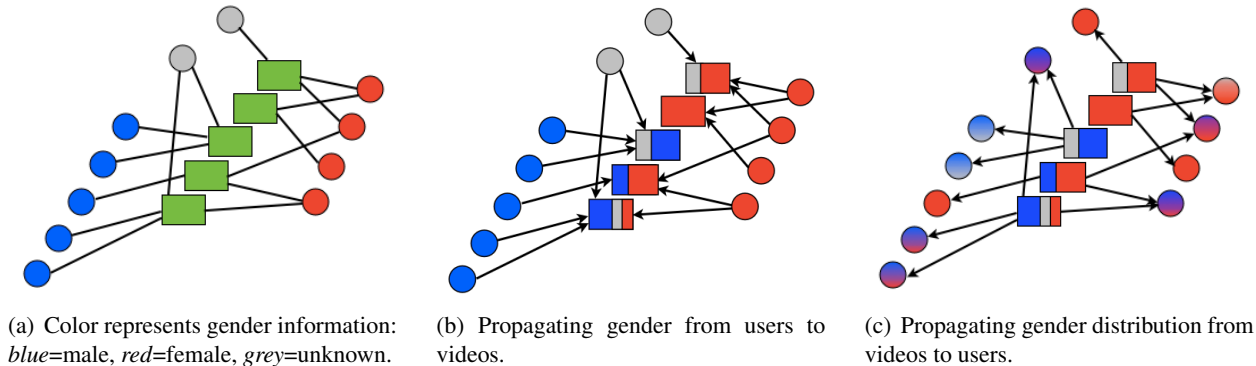 (a) Color represents gender information:
blue=male, red=female, grey=unknown.
(b) Propagating gender from users to
videos.
(c) Propagating gender distribution from
videos to users.